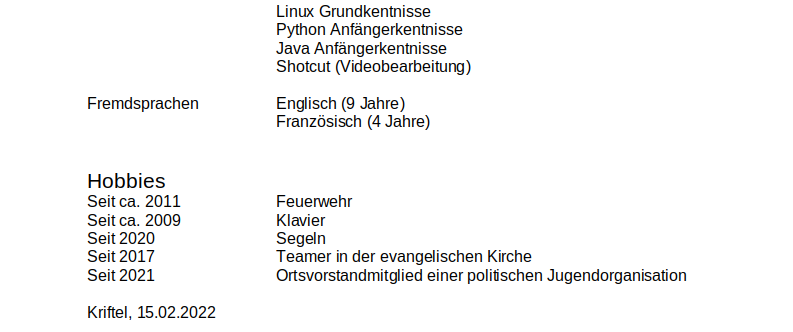 Linux Grundkentnisse
Python Anfängerkentnisse
Java Anfängerkentnisse
Shotcut (Videobearbeitung)
Fremdsprachen Englisch (9 Jahre)
Französisch (4 Jahre)
Hobbies
Seit ca. 2011 Feuerwehr
Seit ca. 2009 Klavier
Seit 2020 Segeln
Seit 2017 Teamer in der evangelischen Kirche
Seit 2021 Ortsvorstandmitglied einer politischen Jugendorganisation
Kriftel, 15.02.2022